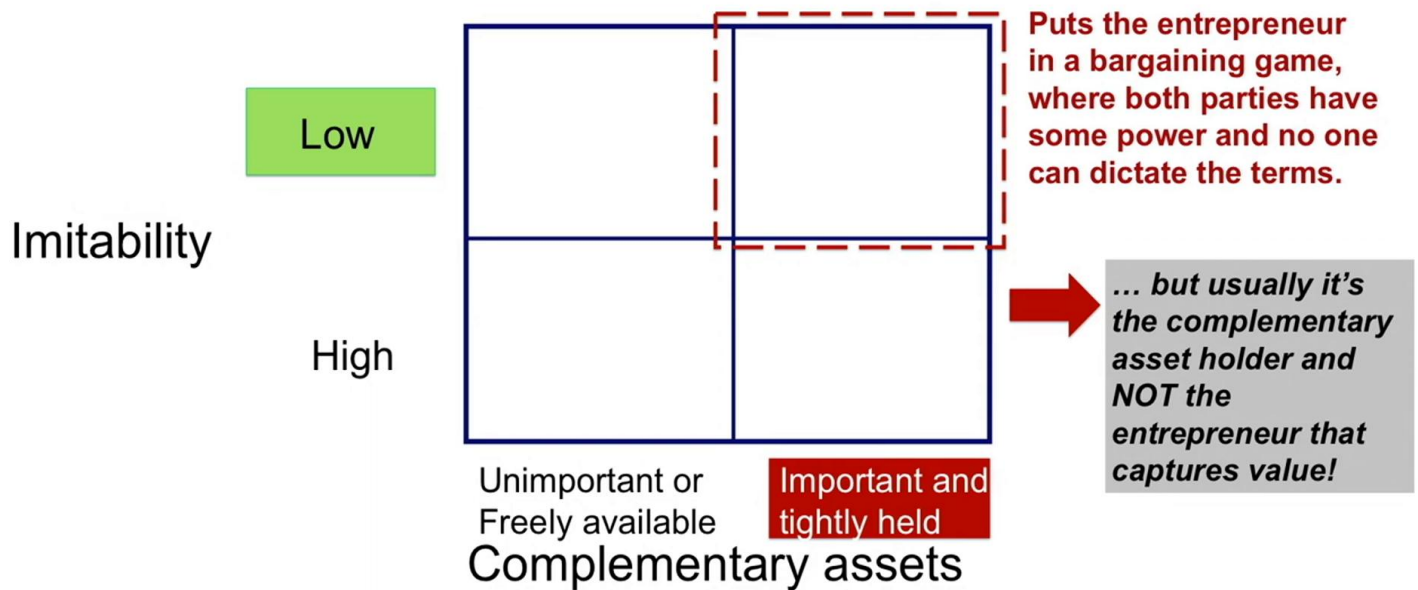 Puts the entrepreneur
in a bargaining game,
where both parties have
some power and no one
can dictate the terms.
Low
Imitability
High
… but usually it’s
the complementary
asset holder and
NOT the
entrepreneur that
captures value!
Unimportant or
Freely available
Important and
tightly held
Complementary assets